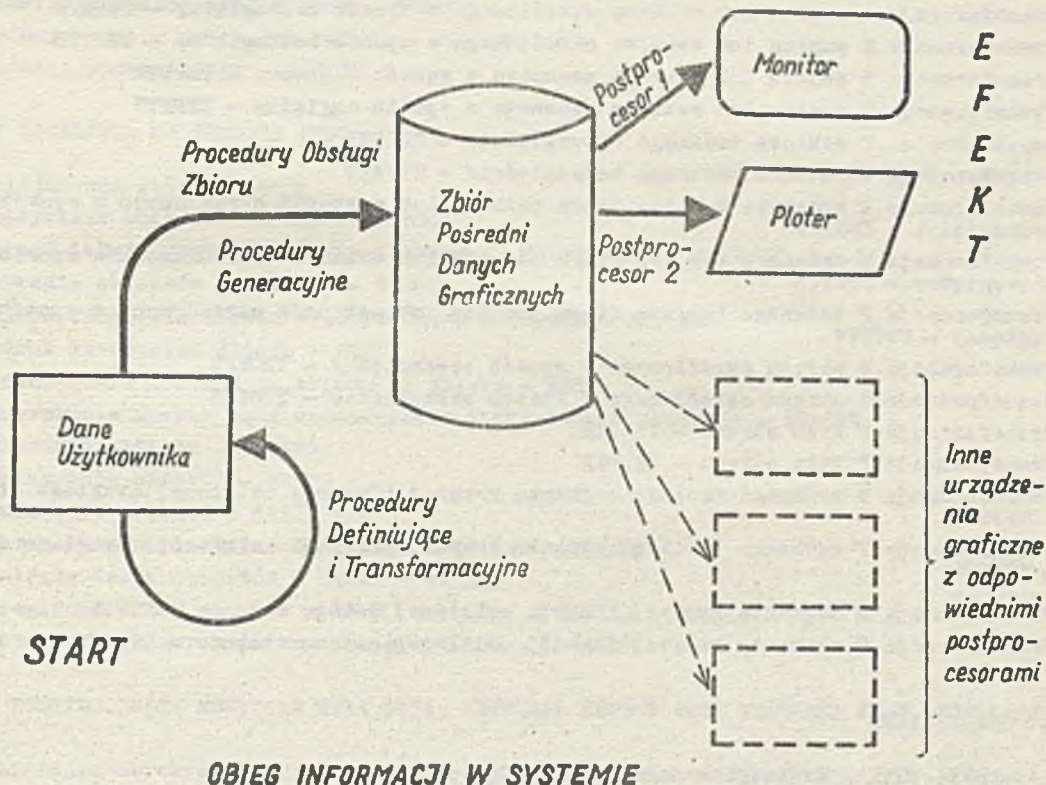 Procedury Obsługi
Zbioru
Procedury
Generacyjne
Zbiór
Pośredni
Danych
Graficznych
Postpro-
cesor 1
Monitor
Postpro-
cesor 2
Ploter
E
F
E
K
T
Dane
Użytkownika
Procedury
Definiujące
i Transformacyjne
START
Inne
urządze-
nia
graficzne
z odpo-
wiednimi
postpro-
cesorami
OBIEG INFORMACJI W SYSTEMIE